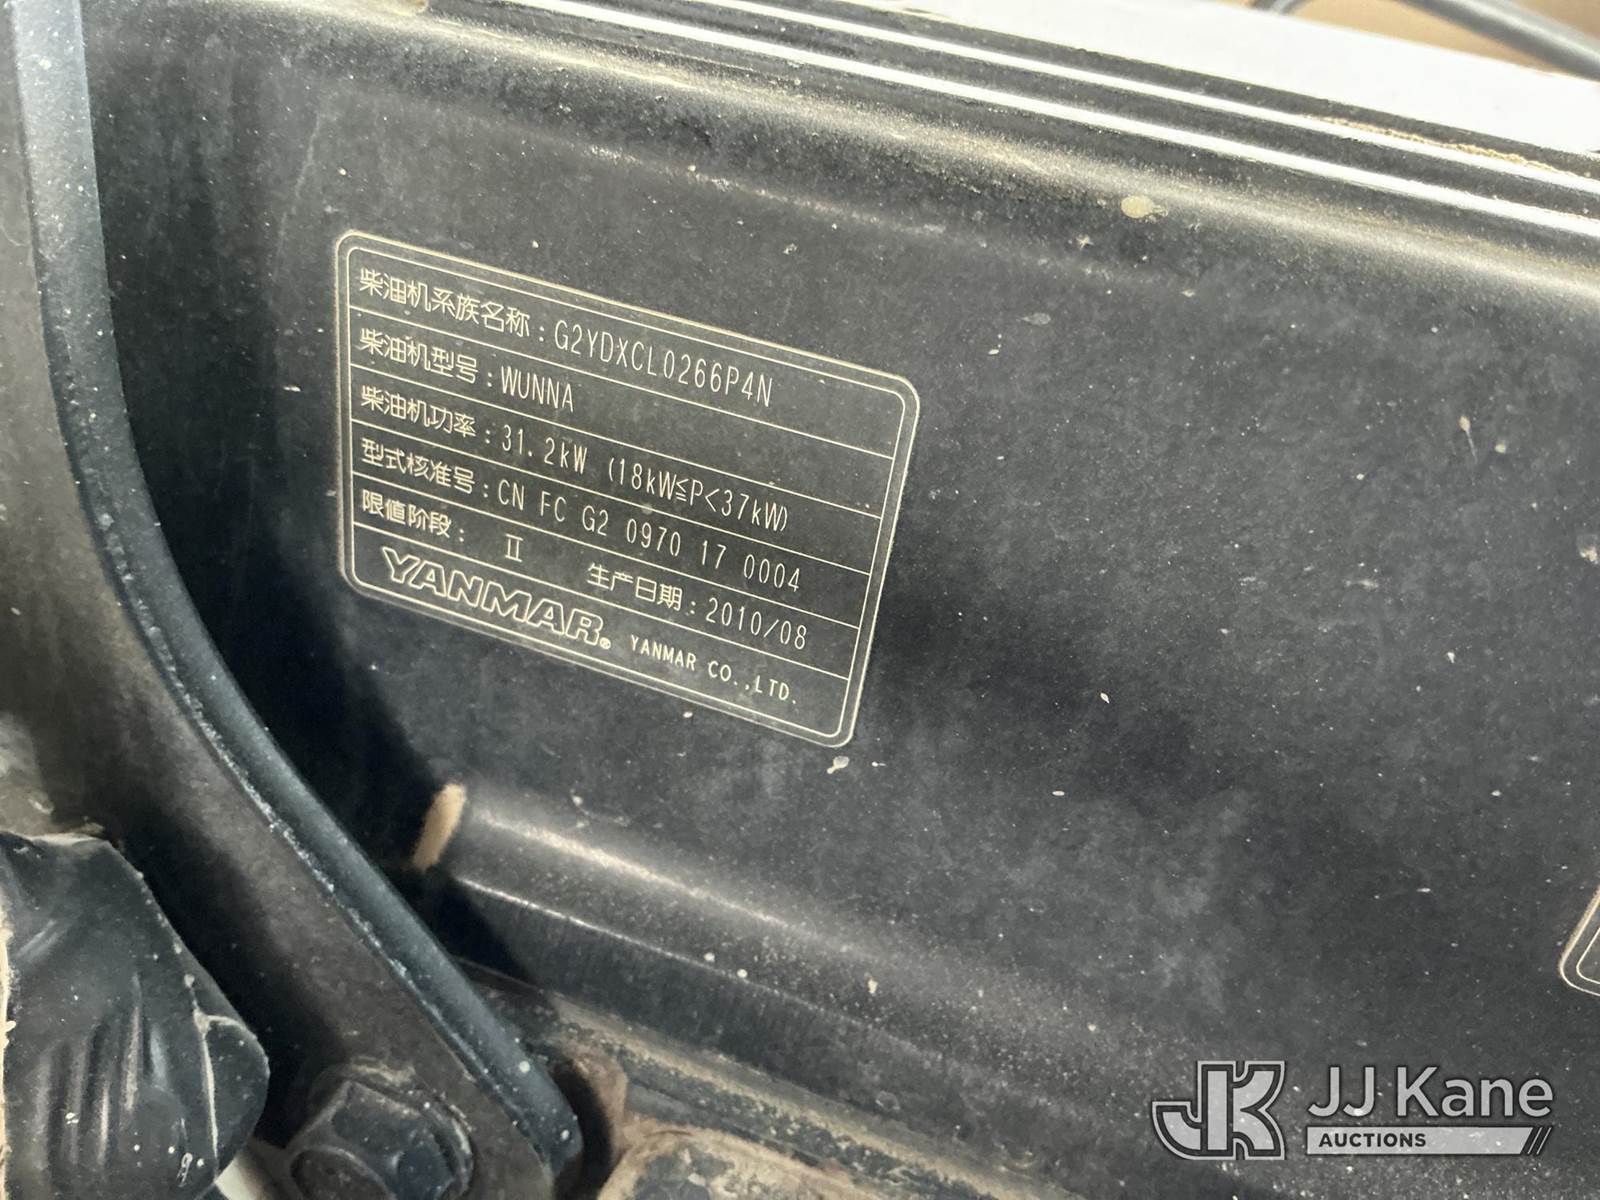 柴油机系族名称：G2YDXCL0266P4N
柴油机型号：WUNNA
柴油机功率：31.2kW (18kW≦P<37kW)
型式核准号：CN FC G2 0970 17 0004
限值阶段： Ⅱ 生产日期：2010/08
YANMAR® YANMAR CO.,LTD.
JK JJ Kane
AUCTIONS